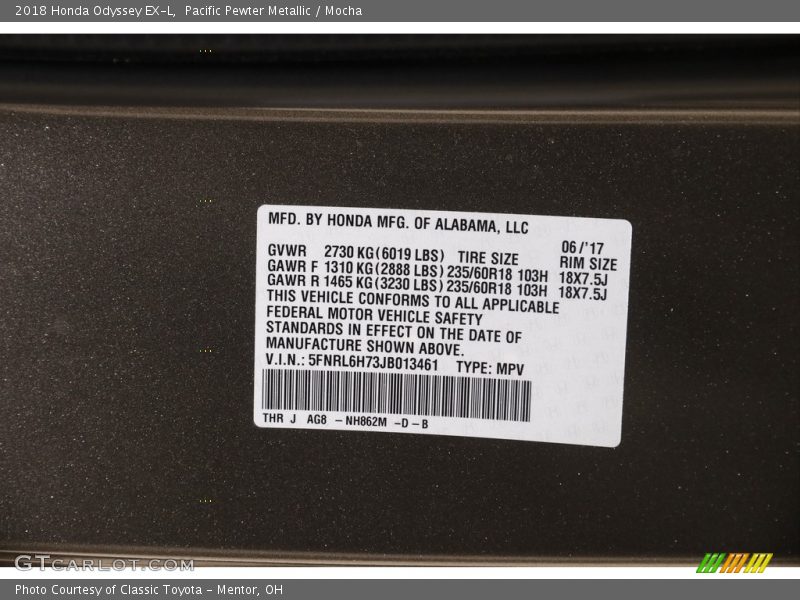 2018 Honda Odyssey EX-L,  Pacific Pewter Metallic / Mocha
MFD. BY HONDA MFG. OF ALABAMA, LLC
06/'17
GVWR 2730 KG(6019 LBS) TIRE SIZE RIM SIZE
GAWR F 1310 KG(2888 LBS) 235/60R18 103H 18X7.5J
GAWR R 1465 KG(3230 LBS) 235/60R18 103H 18X7.5J
THIS VEHICLE CONFORMS TO ALL APPLICABLE
FEDERAL MOTOR VEHICLE SAFETY
STANDARDS IN EFFECT ON THE DATE OF
MANUFACTURE SHOWN ABOVE.
V.I.N.: 5FNRL6H73JB013461 TYPE: MPV
THR J AG8 -NH862M -D-B
GTCARLOT.COM
Photo Courtesy of Classic Toyota - Mentor, OH